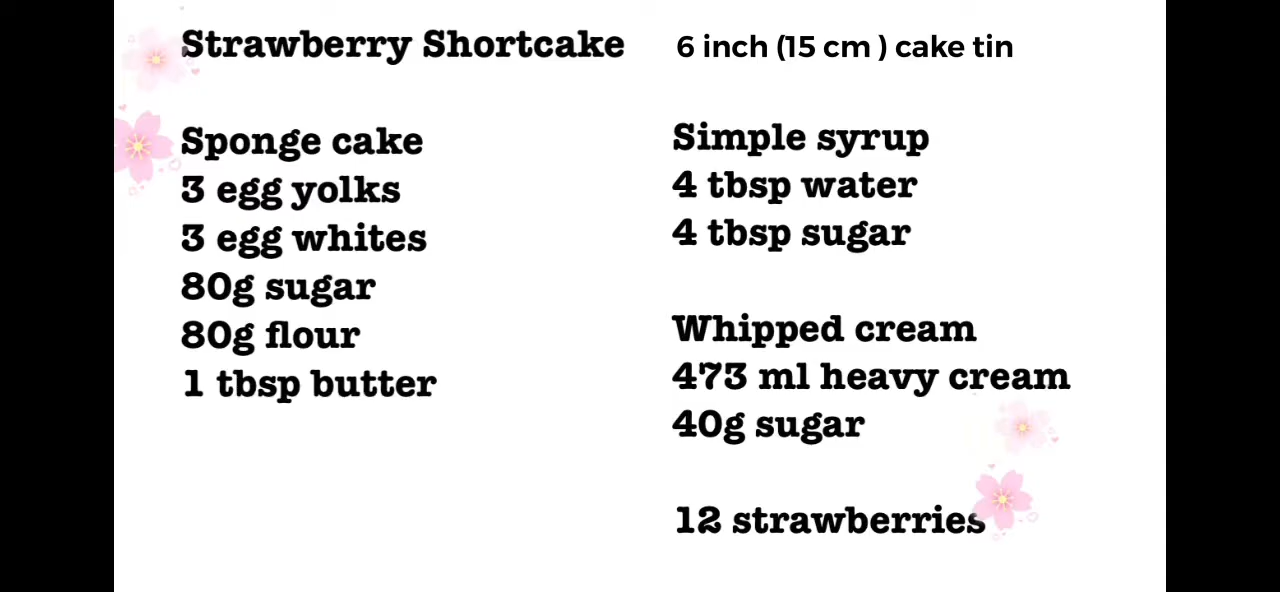 Strawberry Shortcake
6 inch (15 cm ) cake tin
Sponge cake
3 egg yolks
3 egg whites
80g sugar
80g flour
1 tbsp butter
Simple syrup
4 tbsp water
4 tbsp sugar
Whipped cream
473 ml heavy cream
40g sugar
12 strawberries